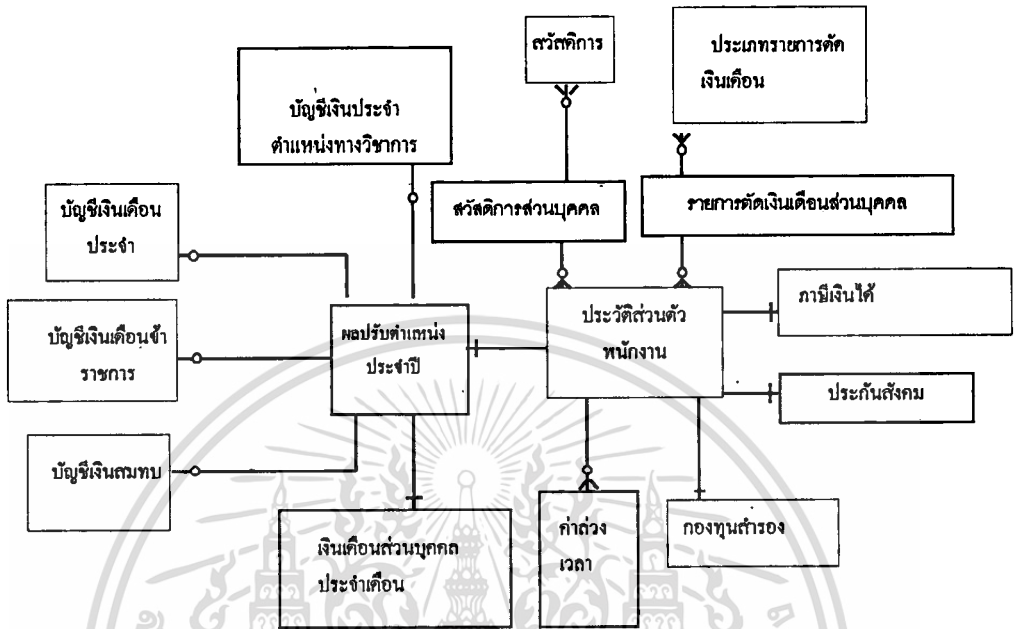 สวัสดิการ
ประเภทรายการตัด
เงินเดือน
บัญชีเงินประจำ
ตำแหน่งทางวิชาการ
สวัสดิการส่วนบุคคล
รายการตัดเงินเดือนส่วนบุคคล
บัญชีเงินเดือน
ประจำ
ภาษีเงินได้
ประวัติส่วนตัว
พนักงาน
ผลปรับตำแหน่ง
ประจำปี
บัญชีเงินเดือนข้า
ราชการ
ประกันสังคม
บัญชีเงินสมทบ
เงินเดือนส่วนบุคคล
ประจำเดือน
ค่าล่วง
เวลา
กองทุนสำรอง